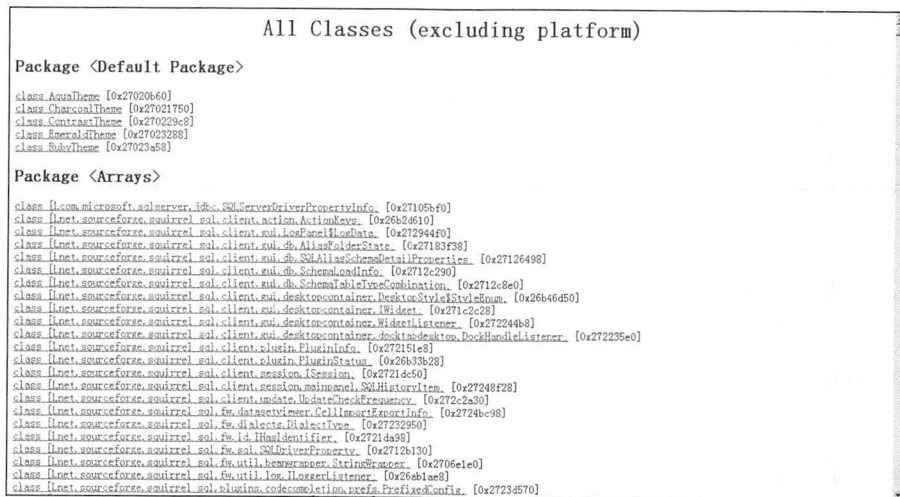 All Classes (excluding platform)
Package <Default Package>
class AquaTheme [0x27020b60]
class CharcoalTheme [0x27021750]
class ContrastTheme [0x270229c8]
class EmeraldTheme [0x27023288]
class RubyTheme [0x27023a58]
Package <Arrays>
class [Lcom.microsoft.sqlserver.jdbc.SQLServerDriverPropertyInfo; [0x27105bf0]
class [Lnet.sourceforge.squirrel_sql.client.action.ActionKeys; [0x26b2d610]
class [Lnet.sourceforge.squirrel_sql.client.gui.LogPanel$LogData; [0x272944f0]
class [Lnet.sourceforge.squirrel_sql.client.gui.db.AliasFolderState; [0x27183f38]
class [Lnet.sourceforge.squirrel_sql.client.gui.db.SQLAliasSchemaDetailProperties; [0x27126498]
class [Lnet.sourceforge.squirrel_sql.client.gui.db.SchemaLoadInfo; [0x2712c290]
class [Lnet.sourceforge.squirrel_sql.client.gui.db.SchemaTableTypeCombination; [0x2712c8e0]
class [Lnet.sourceforge.squirrel_sql.client.gui.desktopcontainer.DesktopStyle$StyleEnum; [0x26b46d50]
class [Lnet.sourceforge.squirrel_sql.client.gui.desktopcontainer.IWidget; [0x271c2c28]
class [Lnet.sourceforge.squirrel_sql.client.gui.desktopcontainer.WidgetListener; [0x272244b8]
class [Lnet.sourceforge.squirrel_sql.client.gui.desktopcontainer.docktabdesktop.DockHandleListener; [0x272235e0]
class [Lnet.sourceforge.squirrel_sql.client.plugin.PluginInfo; [0x272151e8]
class [Lnet.sourceforge.squirrel_sql.client.plugin.PluginStatus; [0x26b33b28]
class [Lnet.sourceforge.squirrel_sql.client.session.ISession; [0x2721dc50]
class [Lnet.sourceforge.squirrel_sql.client.session.mainpanel.SQLHistoryItem; [0x27248f28]
class [Lnet.sourceforge.squirrel_sql.client.update.UpdateCheckFrequency; [0x272c2a30]
class [Lnet.sourceforge.squirrel_sql.fw.datasetviewer.CellImportExportInfo; [0x2724bc98]
class [Lnet.sourceforge.squirrel_sql.fw.dialects.DialectType; [0x27232950]
class [Lnet.sourceforge.squirrel_sql.fw.id.IHasIdentifier; [0x2721da98]
class [Lnet.sourceforge.squirrel_sql.fw.sql.SQLDriverProperty; [0x2712b130]
class [Lnet.sourceforge.squirrel_sql.fw.util.beanwrapper.StringWrapper; [0x2706e1e0]
class [Lnet.sourceforge.squirrel_sql.fw.util.log.ILoggerListener; [0x26ab1ae8]
class [Lnet.sourceforge.squirrel_sql.plugins.codecompletion.prefs.PrefixedConfig; [0x2723d570]